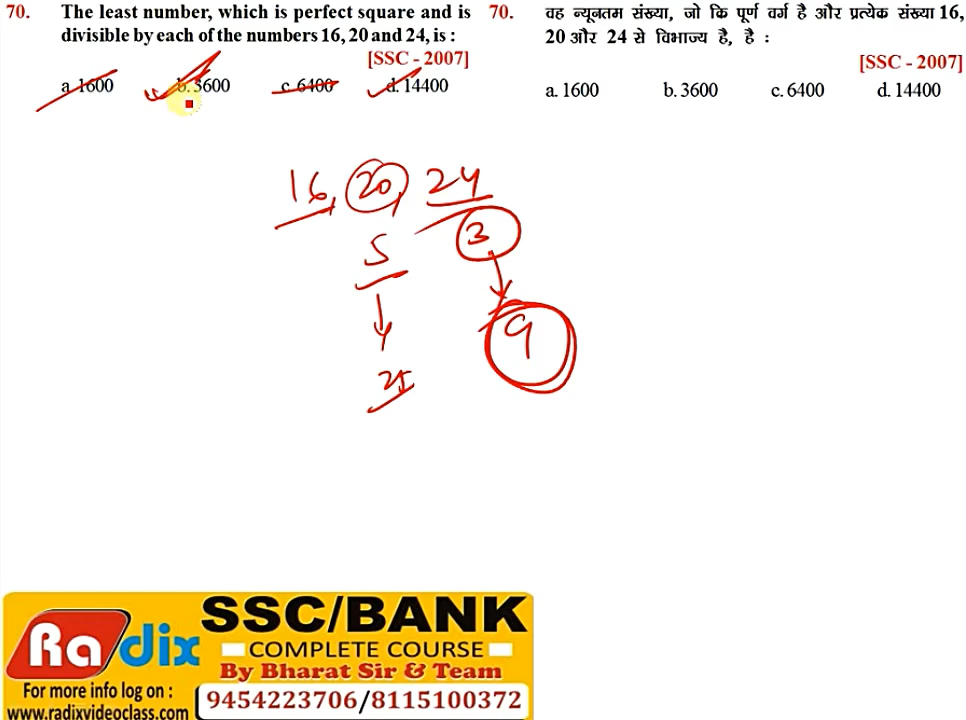 70. The least number, which is perfect square and is
divisible by each of the numbers 16, 20 and 24, is :
[SSC - 2007]
a. 1600 b. 3600 c. 6400 d. 14400
70. वह न्यूनतम संख्या, जो कि पूर्ण वर्ग है और प्रत्येक संख्या 16,
20 और 24 से विभाज्य है, है :
[SSC - 2007]
a. 1600 b. 3600 c. 6400 d. 14400
16, 20, 24
5 3
9
25
Radix
For more info log on :
www.radixvideoclass.com
SSC/BANK
COMPLETE COURSE
By Bharat Sir & Team
9454223706/8115100372